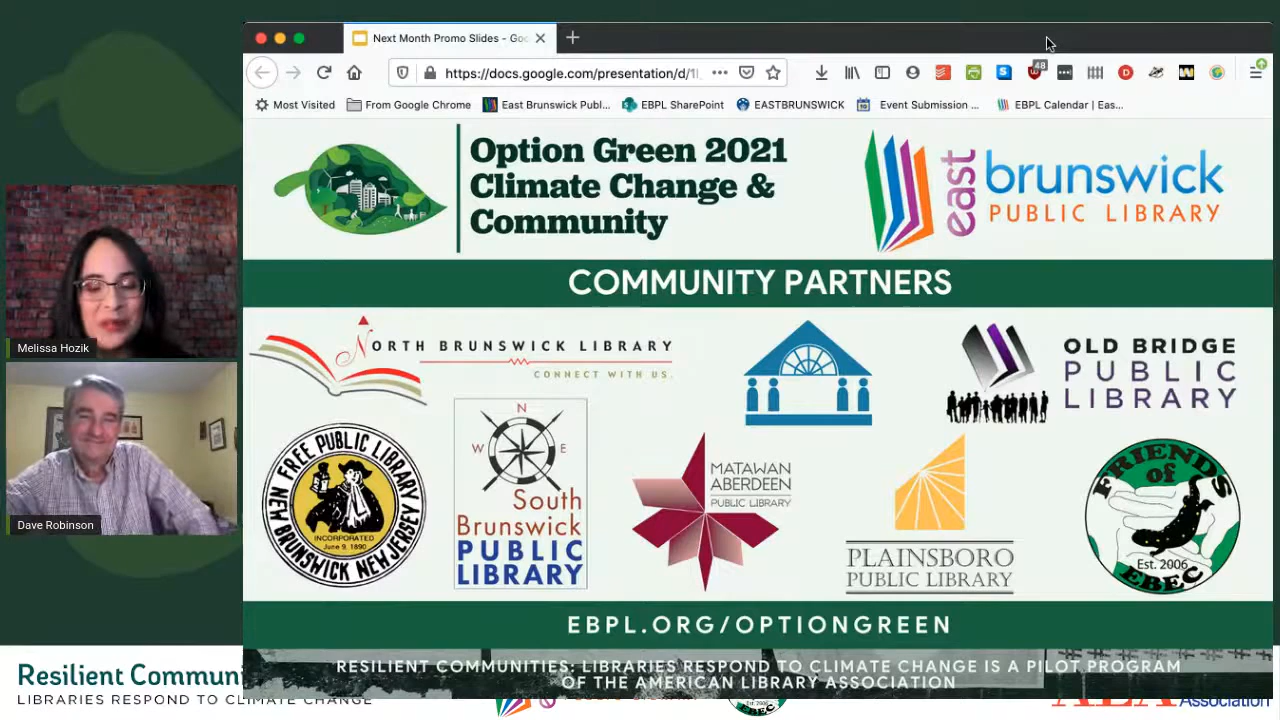 Next Month Promo Slides - Goo
https://docs.google.com/presentation/d/1
48
Most Visited
From Google Chrome
East Brunswick Publ...
EBPL SharePoint
EASTBRUNSWICK
Event Submission ...
EBPL Calendar | Eas...
Option Green 2021
Climate Change &
Community
east
brunswick
PUBLIC LIBRARY
COMMUNITY PARTNERS
NORTH BRUNSWICK LIBRARY
CONNECT WITH US.
OLD BRIDGE
PUBLIC
LIBRARY
FREE PUBLIC LIBRARY
NEW BRUNSWICK NEW JERSEY
INCORPORATED
June 9, 1890
N
W E
South
Brunswick
PUBLIC
LIBRARY
MATAWAN
ABERDEEN
PUBLIC LIBRARY
PLAINSBORO
PUBLIC LIBRARY
FRIENDS
of
Est. 2006
EBEC
EBPL.ORG/OPTIONGREEN
RESILIENT COMMUNITIES: LIBRARIES RESPOND TO CLIMATE CHANGE IS A PILOT PROGRAM
OF THE AMERICAN LIBRARY ASSOCIATION
Melissa Hozik
Dave Robinson
Resilient Communi
LIBRARIES RESPOND TO CLIMATE CHANGE
EBEC
Association